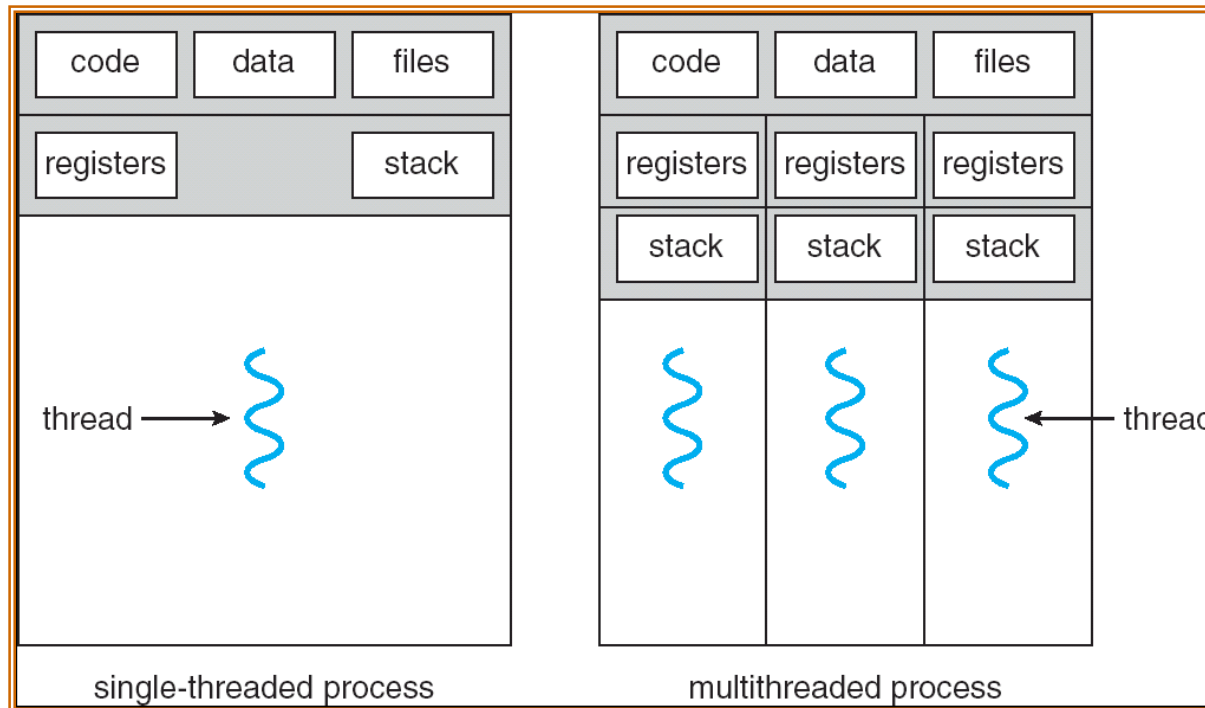 code data files
registers stack
thread
single-threaded process
code data files
registers registers registers
stack stack stack
thread
multithreaded process